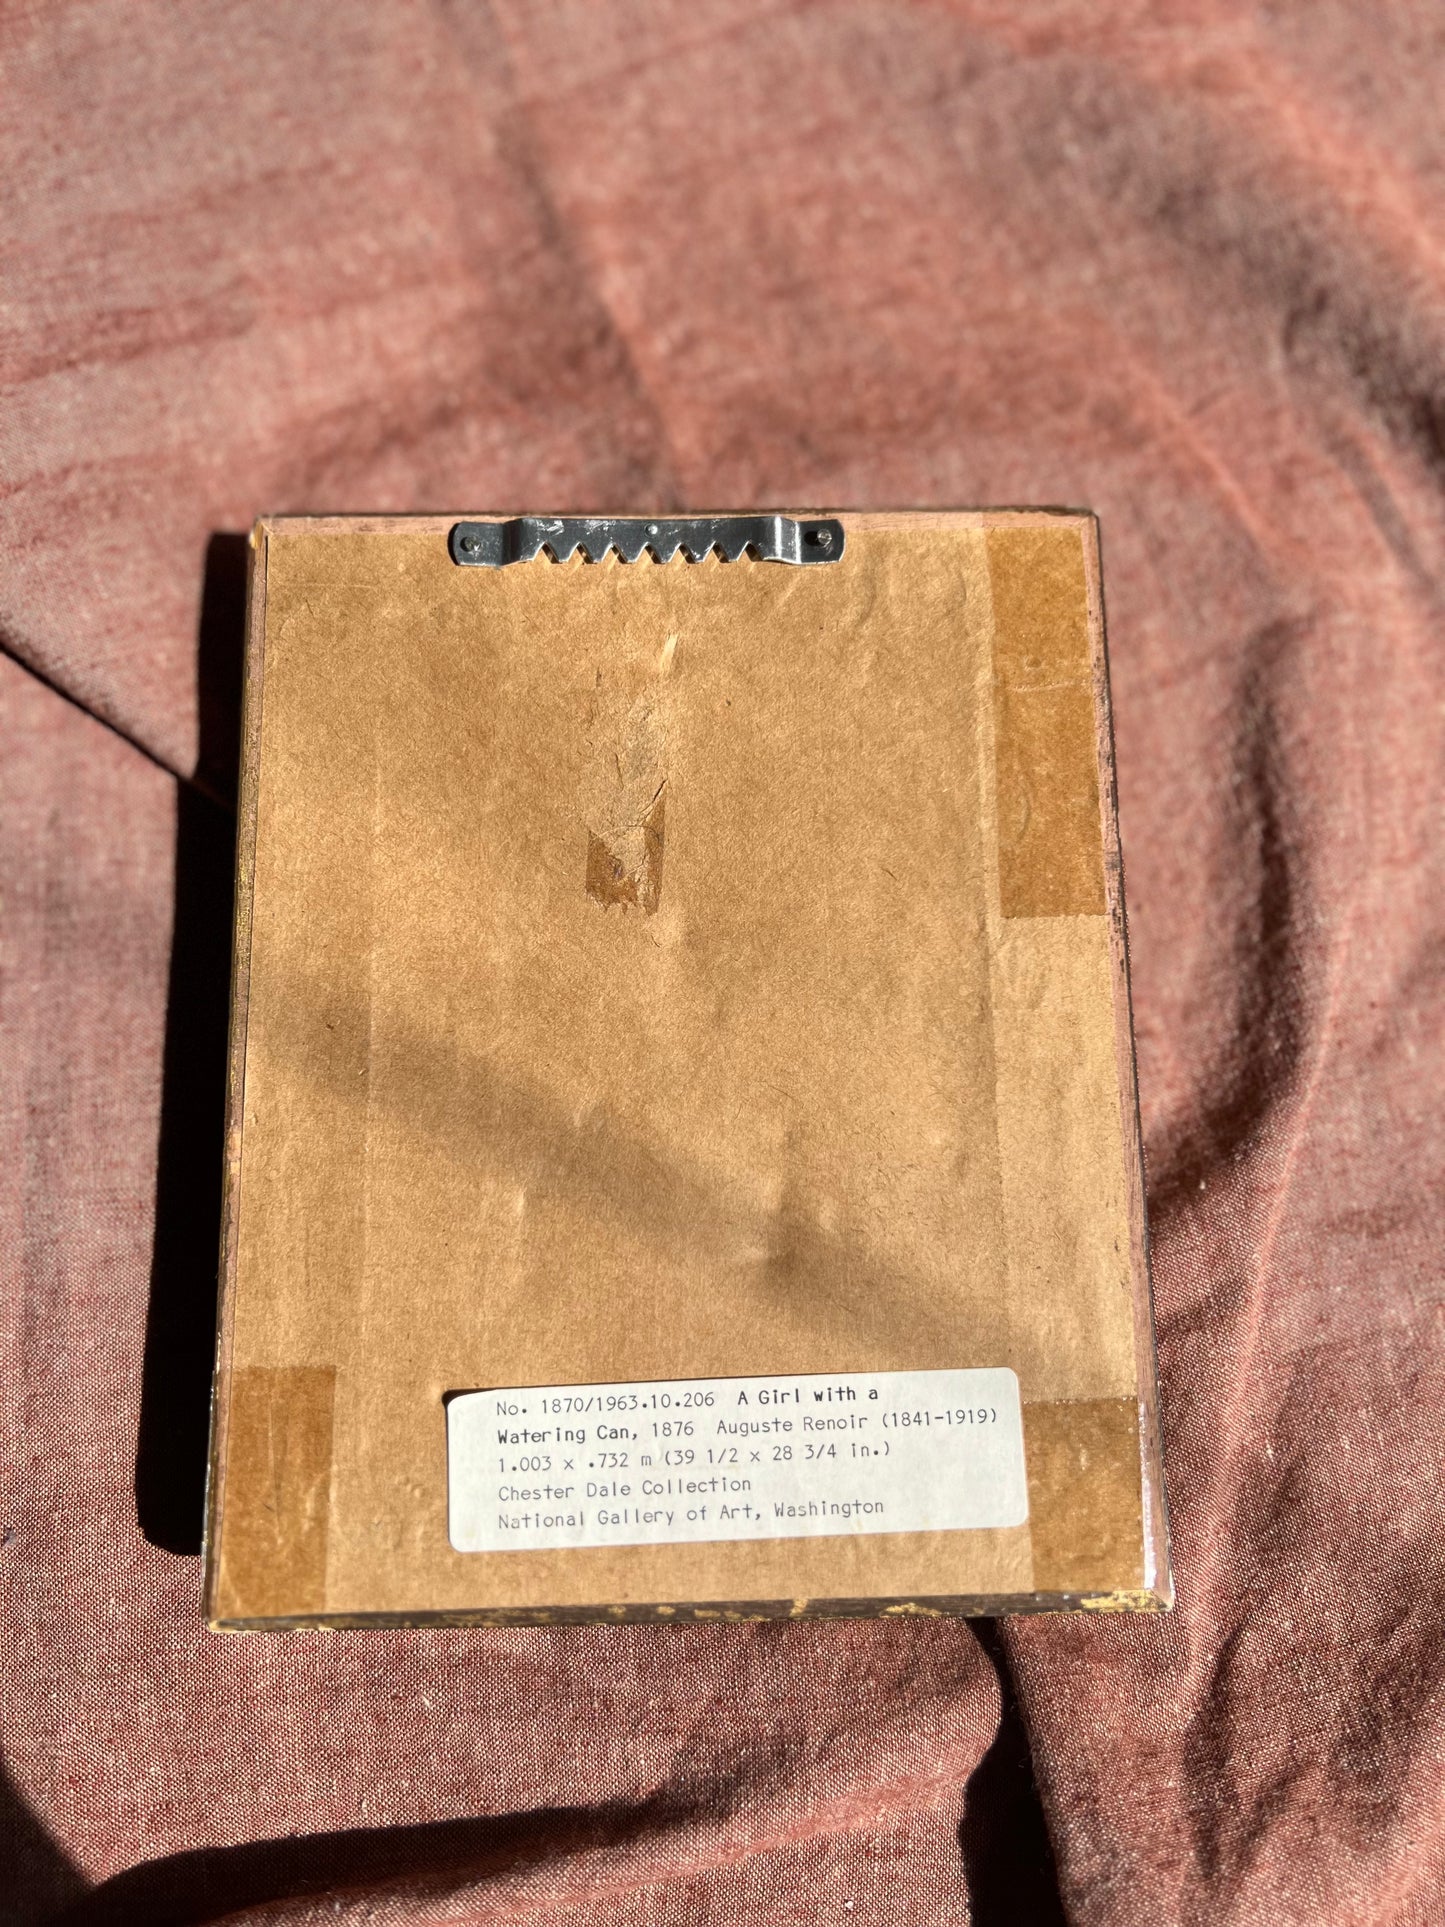 No. 1870/1963.10.206 A Girl with a
Watering Can, 1876 Auguste Renoir (1841-1919)
1.003 x .732 m (39 1/2 x 28 3/4 in.)
Chester Dale Collection
National Gallery of Art, Washington